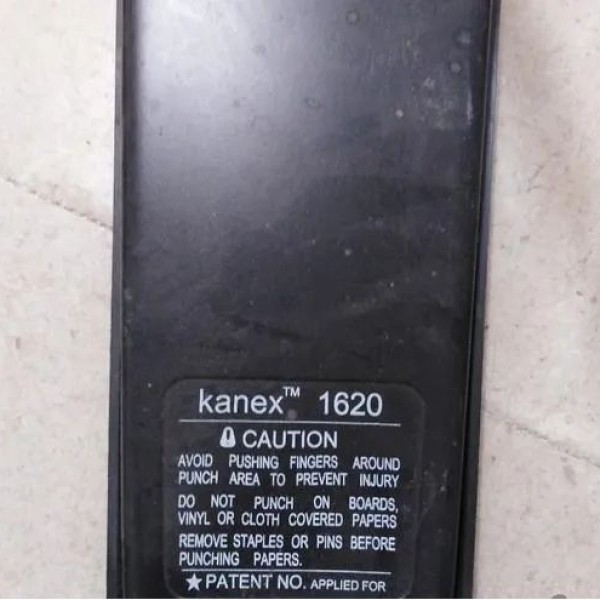 kanex™ 1620
CAUTION
AVOID PUSHING FINGERS AROUND
PUNCH AREA TO PREVENT INJURY
DO NOT PUNCH ON BOARDS,
VINYL OR CLOTH COVERED PAPERS
REMOVE STAPLES OR PINS BEFORE
PUNCHING PAPERS.
★ PATENT NO. APPLIED FOR